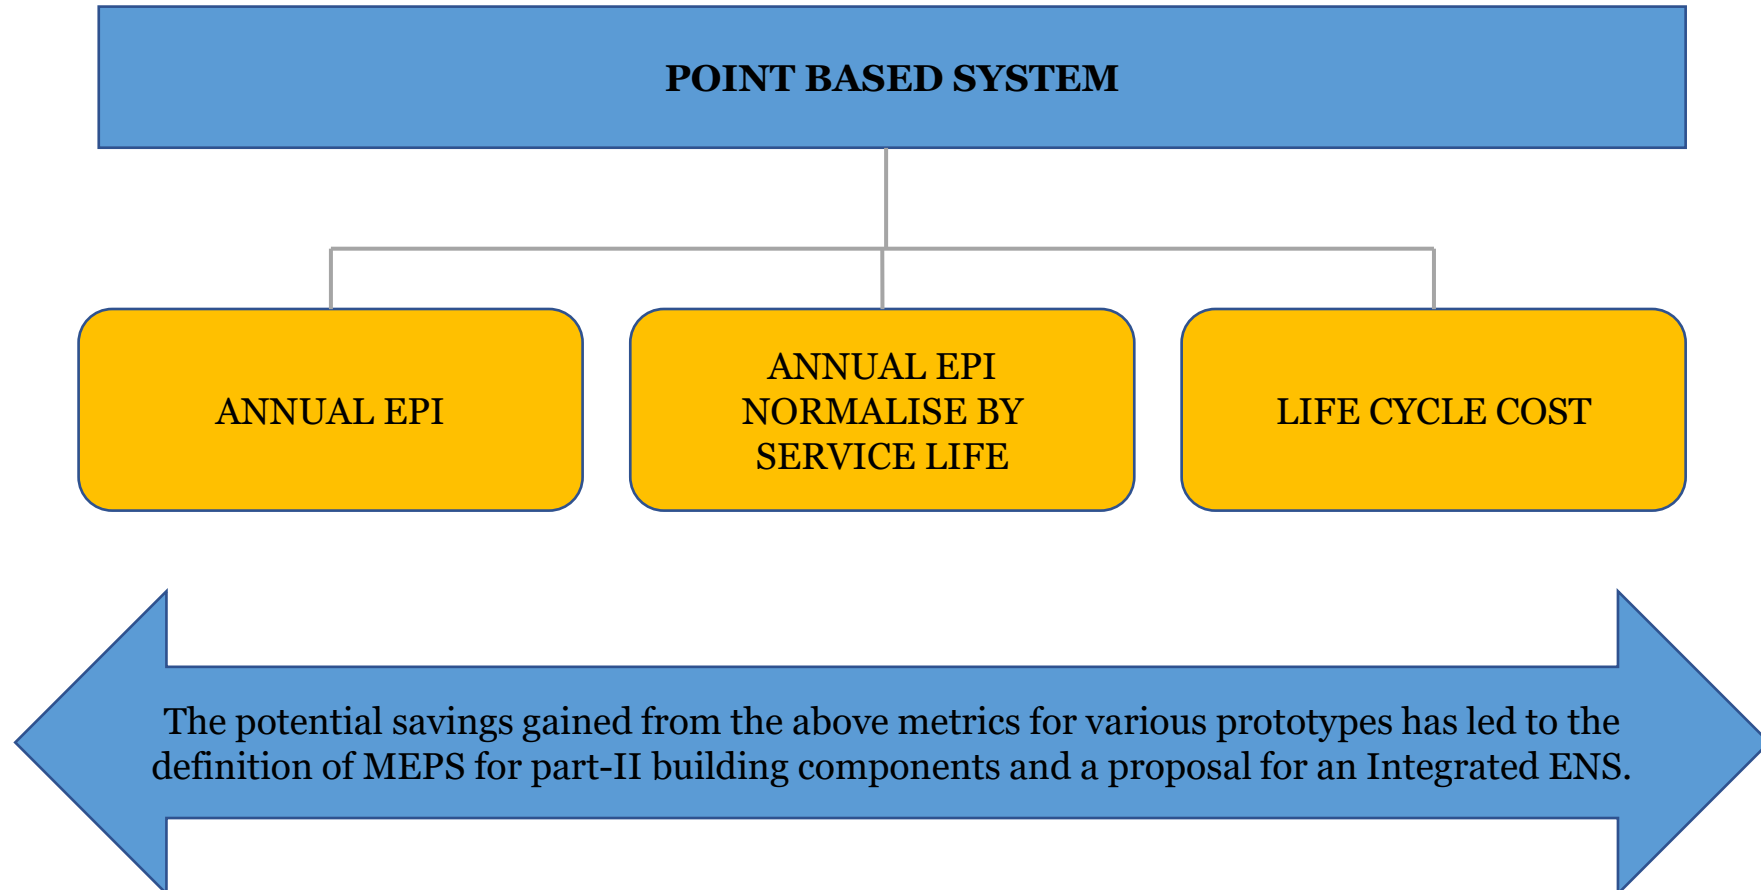 POINT BASED SYSTEM
ANNUAL EPI
ANNUAL EPI
NORMALISE BY
SERVICE LIFE
LIFE CYCLE COST
The potential savings gained from the above metrics for various prototypes has led to the
definition of MEPS for part-II building components and a proposal for an Integrated ENS.